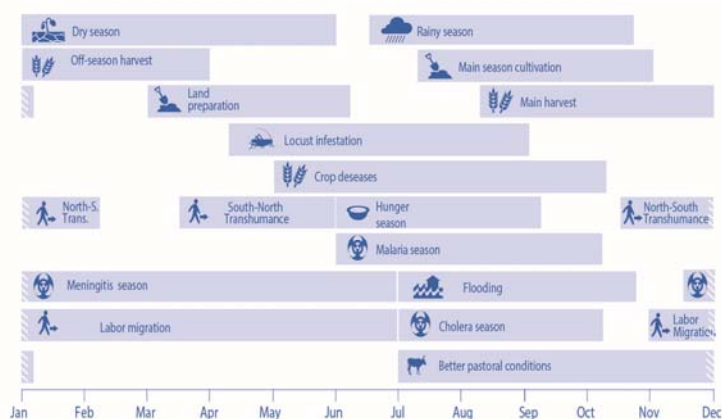 Dry season
Rainy season
Off-season harvest
Main season cultivation
Land
preparation
Main harvest
Locust infestation
Crop deseases
North-S.
Trans.
South-North
Transhumance
Hunger
season
North-South
Transhumance
Malaria season
Meningitis season
Flooding
Labor migration
Cholera season
Labor
Migration
Better pastoral conditions
Jan Feb Mar Apr May Jun Jul Aug Sep Oct Nov Dec